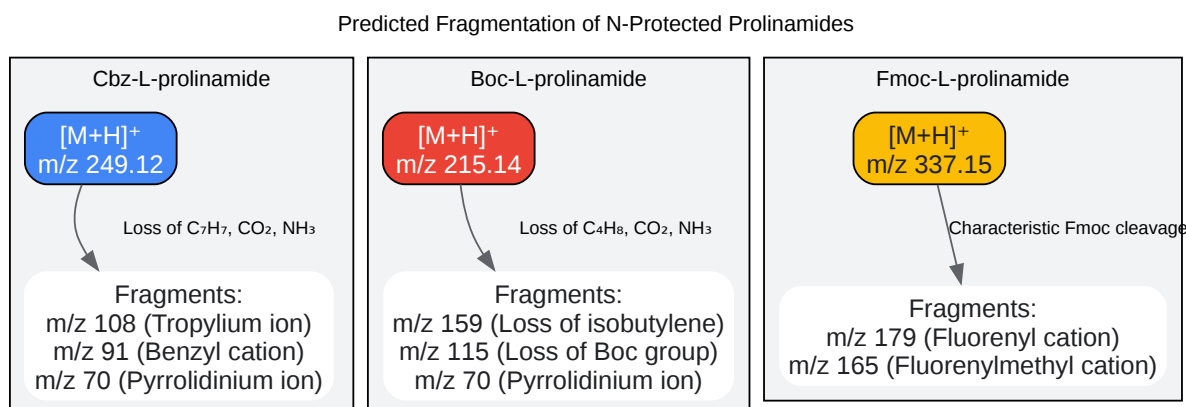 Predicted Fragmentation of N-Protected Prolinamides
Cbz-L-prolinamide
[M+H]⁺
m/z 249.12
Loss of C₇H₇, CO₂, NH₃
Fragments:
m/z 108 (Tropylium ion)
m/z 91 (Benzyl cation)
m/z 70 (Pyrrolidinium ion)
Boc-L-prolinamide
[M+H]⁺
m/z 215.14
Loss of C₄H₈, CO₂, NH₃
Fragments:
m/z 159 (Loss of isobutylene)
m/z 115 (Loss of Boc group)
m/z 70 (Pyrrolidinium ion)
Fmoc-L-prolinamide
[M+H]⁺
m/z 337.15
Characteristic Fmoc cleavage
Fragments:
m/z 179 (Fluorenyl cation)
m/z 165 (Fluorenylmethyl cation)